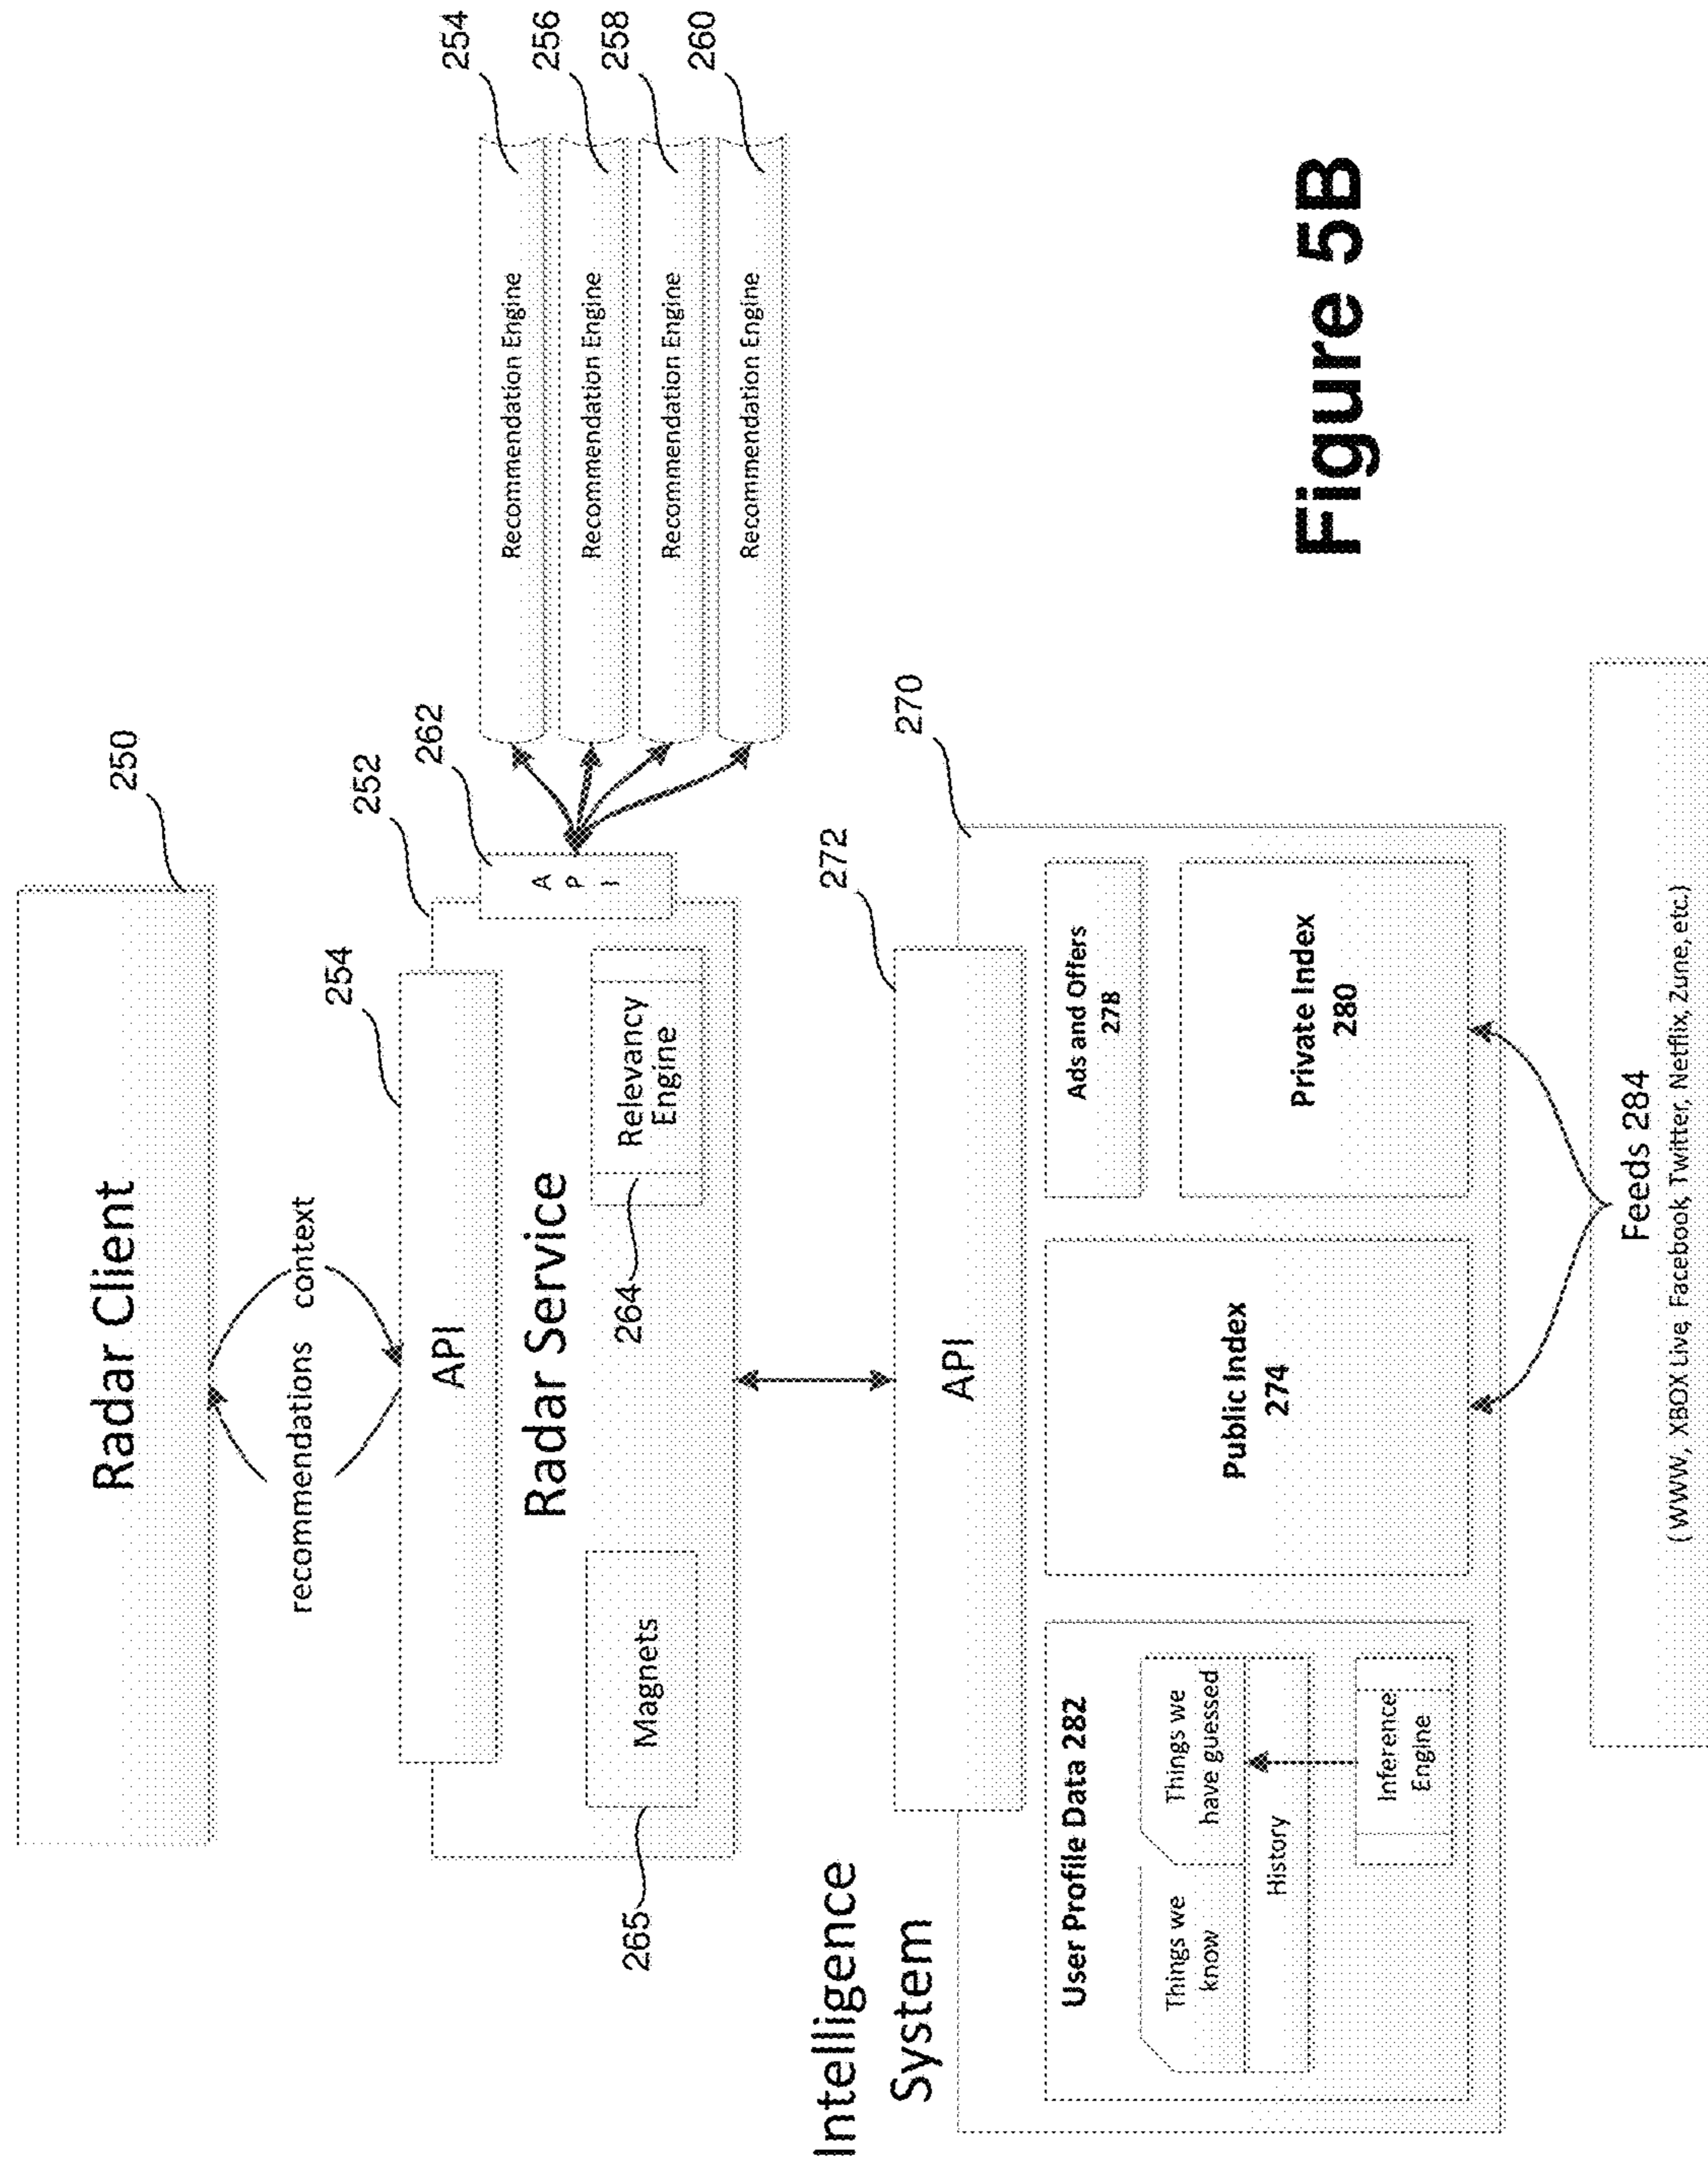 250
Radar Client
recommendations
context
254
252
262
API
Radar Service
A
P
I
Magnets
Relevancy
Engine
264
265
254
256
258
260
Recommendation Engine
Recommendation Engine
Recommendation Engine
Recommendation Engine
Intelligence
System
272
270
API
User Profile Data 282
Things we
know
Things we
have guessed
History
Inference
Engine
Public Index
274
Ads and Offers
278
Private Index
280
Feeds 284
(WWW, XBOX Live, Facebook, Twitter, Netflix, Zune, etc.)
Figure 5B